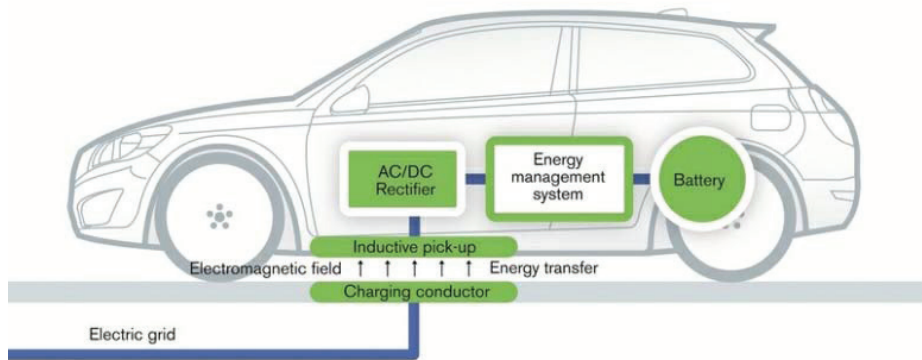 AC/DC
Rectifier
Energy
management
system
Battery
Inductive pick-up
Electromagnetic field
Energy transfer
Charging conductor
Electric grid